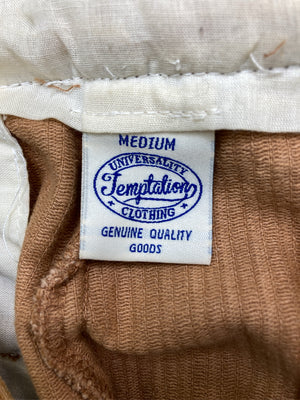 MEDIUM
UNIVERSALITY
Temptation
CLOTHING
GENUINE QUALITY
GOODS